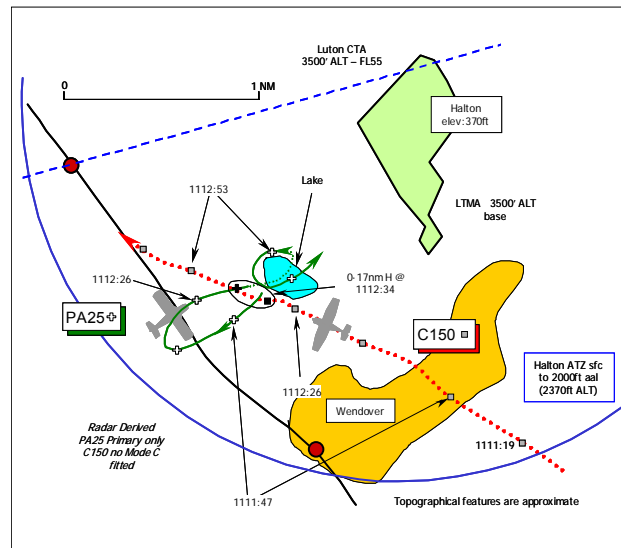 Luton CTA
3500' ALT – FL55
0
1 NM
Halton
elev:370ft
1112:53
Lake
LTMA 3500' ALT
base
1112:26
0·17nm H @
1112:34
PA25
C150
Halton ATZ sfc
to 2000ft aal
(2370ft ALT)
1112:26
Wendover
Radar Derived
PA25 Primary only
C150 no Mode C
fitted
1111:19
1111:47
Topographical features are approximate